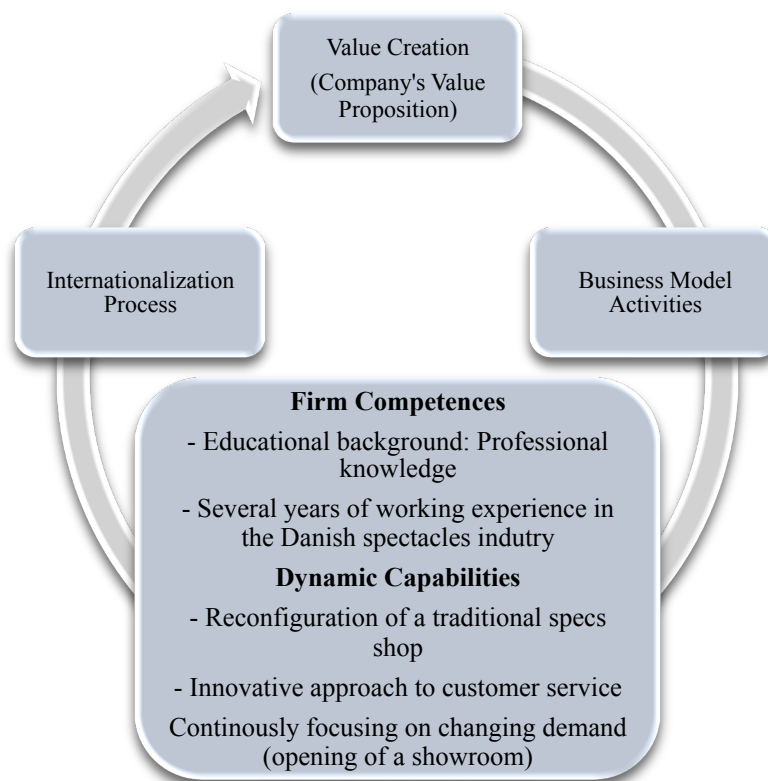 Value Creation
(Company's Value
Proposition)
Internationalization
Process
Business Model
Activities
Firm Competences
- Educational background: Professional
knowledge
- Several years of working experience in
the Danish spectacles indutry
Dynamic Capabilities
- Reconfiguration of a traditional specs
shop
- Innovative approach to customer service
Continously focusing on changing demand
(opening of a showroom)